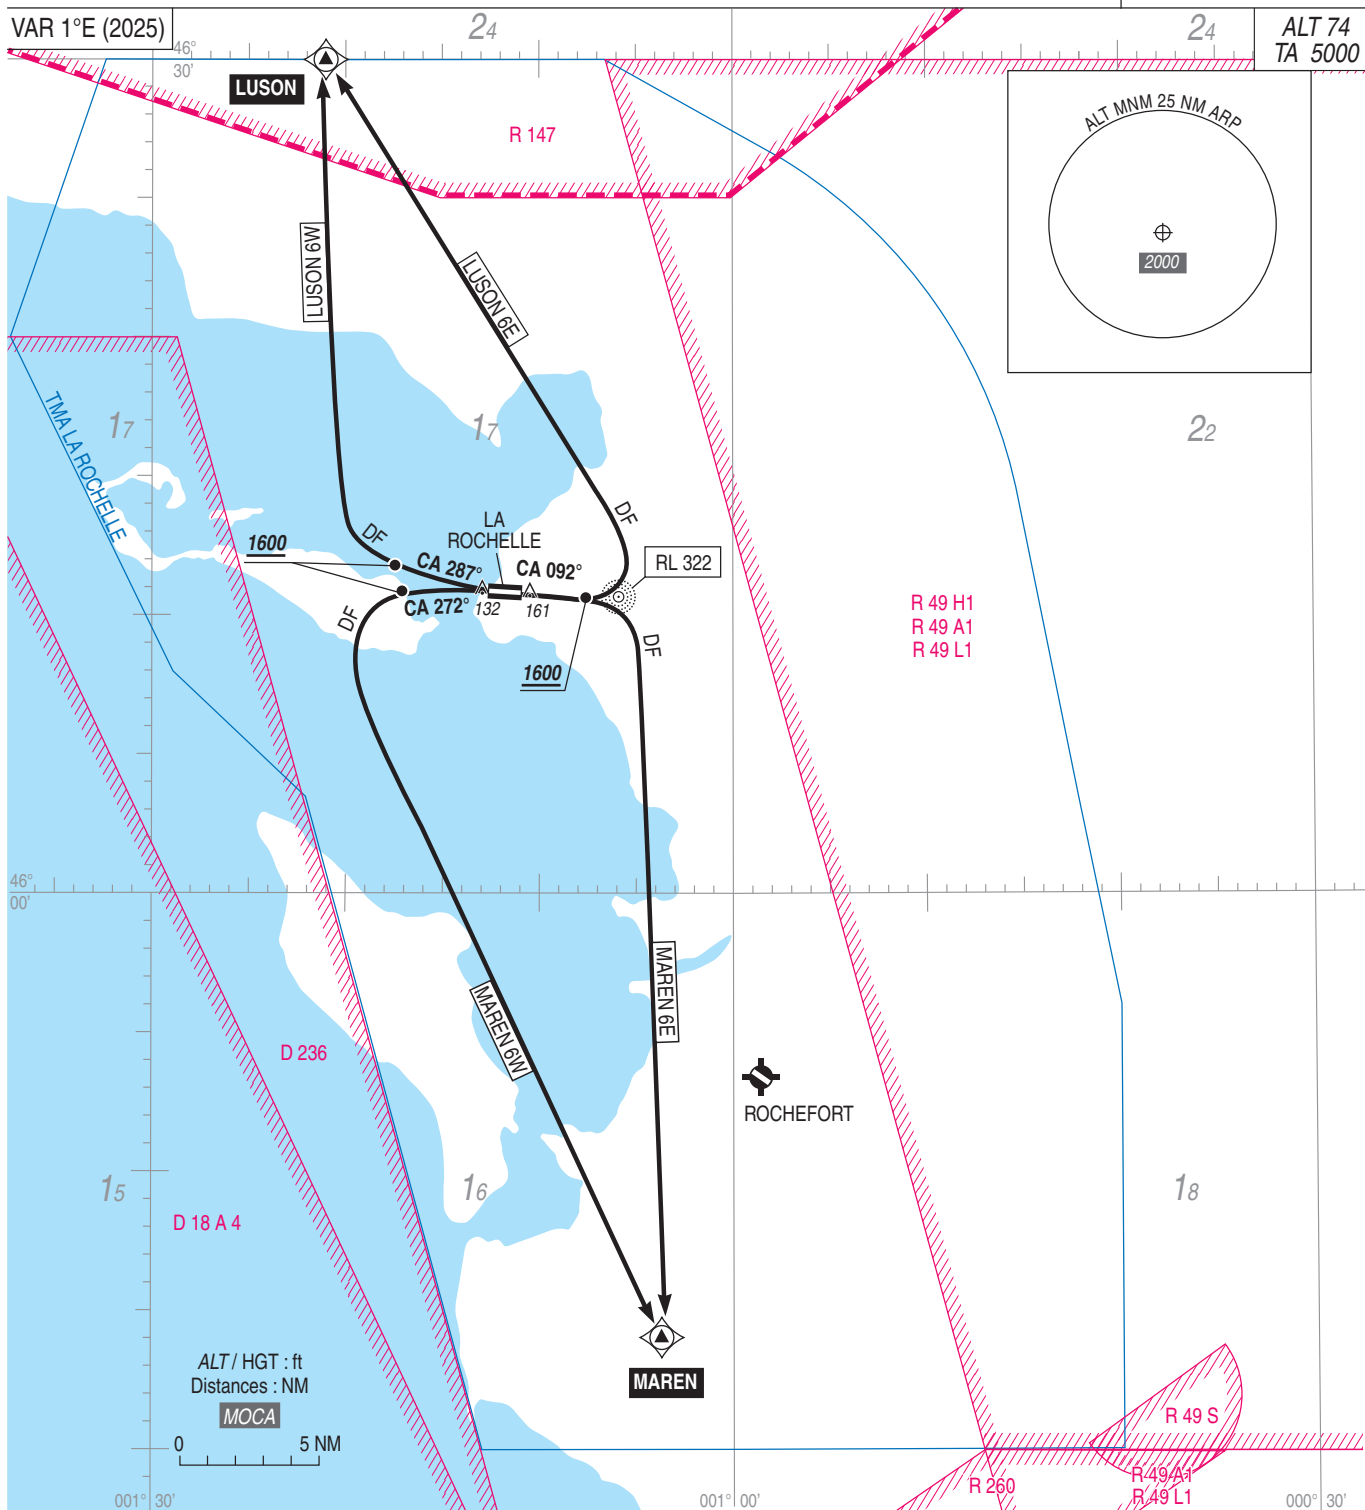 VAR 1°E (2025)
24
24
ALT 74
TA 5000
46°
30'
LUSON
R 147
ALT MNM 25 NM ARP
2000
LUSON 6W
LUSON 6E
17
17
22
TMA LA ROCHELLE
DF
DF
LA
ROCHELLE
1600
CA 287°
CA 092°
RL 322
CA 272°
132
161
DF
DF
1600
R 49 H1
R 49 A1
R 49 L1
46°
00'
MAREN 6W
MAREN 6E
D 236
ROCHEFORT
15
16
18
D 18 A 4
ALT / HGT : ft
Distances : NM
MOCA
0
5 NM
MAREN
R 49 S
R 260
R 49 A1
R 49 L1
001° 30'
001° 00'
000° 30'